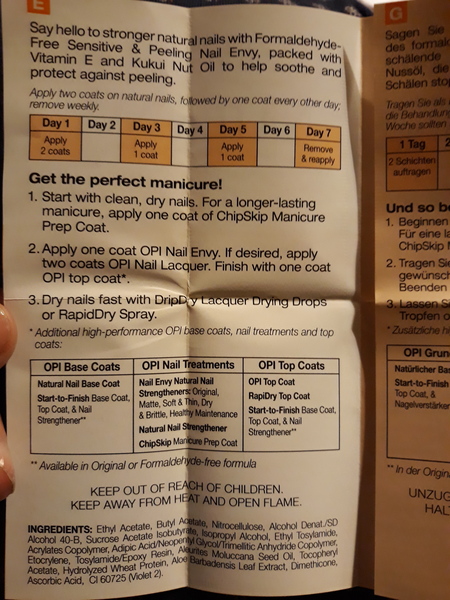 E
Say hello to stronger natural nails with Formaldehyde-
Free Sensitive & Peeling Nail Envy, packed with
Vitamin E and Kukui Nut Oil to help soothe and
protect against peeling.
Apply two coats on natural nails, followed by one coat every other day;
remove weekly.
Day 1 Day 2 Day 3 Day 4 Day 5 Day 6 Day 7
Apply 2 coats Apply 1 coat Apply 1 coat Remove & reapply
Get the perfect manicure!
1. Start with clean, dry nails. For a longer-lasting
manicure, apply one coat of ChipSkip Manicure
Prep Coat.
2. Apply one coat OPI Nail Envy. If desired, apply
two coats OPI Nail Lacquer. Finish with one coat
OPI top coat*.
3. Dry nails fast with DripDry Lacquer Drying Drops
or RapidDry Spray.
* Additional high-performance OPI base coats, nail treatments and top
coats:
OPI Base Coats
Natural Nail Base Coat
Start-to-Finish Base Coat,
Top Coat, & Nail
Strengthener**
OPI Nail Treatments
Nail Envy Natural Nail
Strengtheners: Original,
Matte, Soft & Thin, Dry
& Brittle, Healthy Maintenance
Natural Nail Strengthener
ChipSkip Manicure Prep Coat
OPI Top Coats
OPI Top Coat
RapiDry Top Coat
Start-to-Finish Base Coat,
Top Coat, & Nail
Strengthener**
** Available in Original or Formaldehyde-free formula
KEEP OUT OF REACH OF CHILDREN.
KEEP AWAY FROM HEAT AND OPEN FLAME.
INGREDIENTS: Ethyl Acetate, Butyl Acetate, Nitrocellulose, Alcohol Denat./SD
Alcohol 40-B, Sucrose Acetate Isobutyrate, Isopropyl Alcohol, Ethyl Tosylamide,
Acrylates Copolymer, Adipic Acid/Neopentyl Glycol/Trimellitic Anhydride Copolymer,
Etocrylene, Tosylamide/Epoxy Resin, Aleurites Moluccana Seed Oil, Tocopheryl
Acetate, Hydrolyzed Wheat Protein, Aloe Barbadensis Leaf Extract, Dimethicone,
Ascorbic Acid, CI 60725 (Violet 2).
G
Sagen Sie
des formal
schälende
Nussöl, die
Schälen stop
Tragen Sie als
die Behandlung
Woche sollten
1 Tag
2 Schichten
auftragen
Und so be
1. Beginnen
Für eine la
ChipSkip M
2. Tragen Sie
gewünsch
Beenden
3. Lassen S
Tropfen o
* Zusätzliche hi
OPI Grun
Natürlicher Bas
Start-to-Finish
Top Coat, &
Nagelverstärker
** In der Origin
UNZUG
HAL